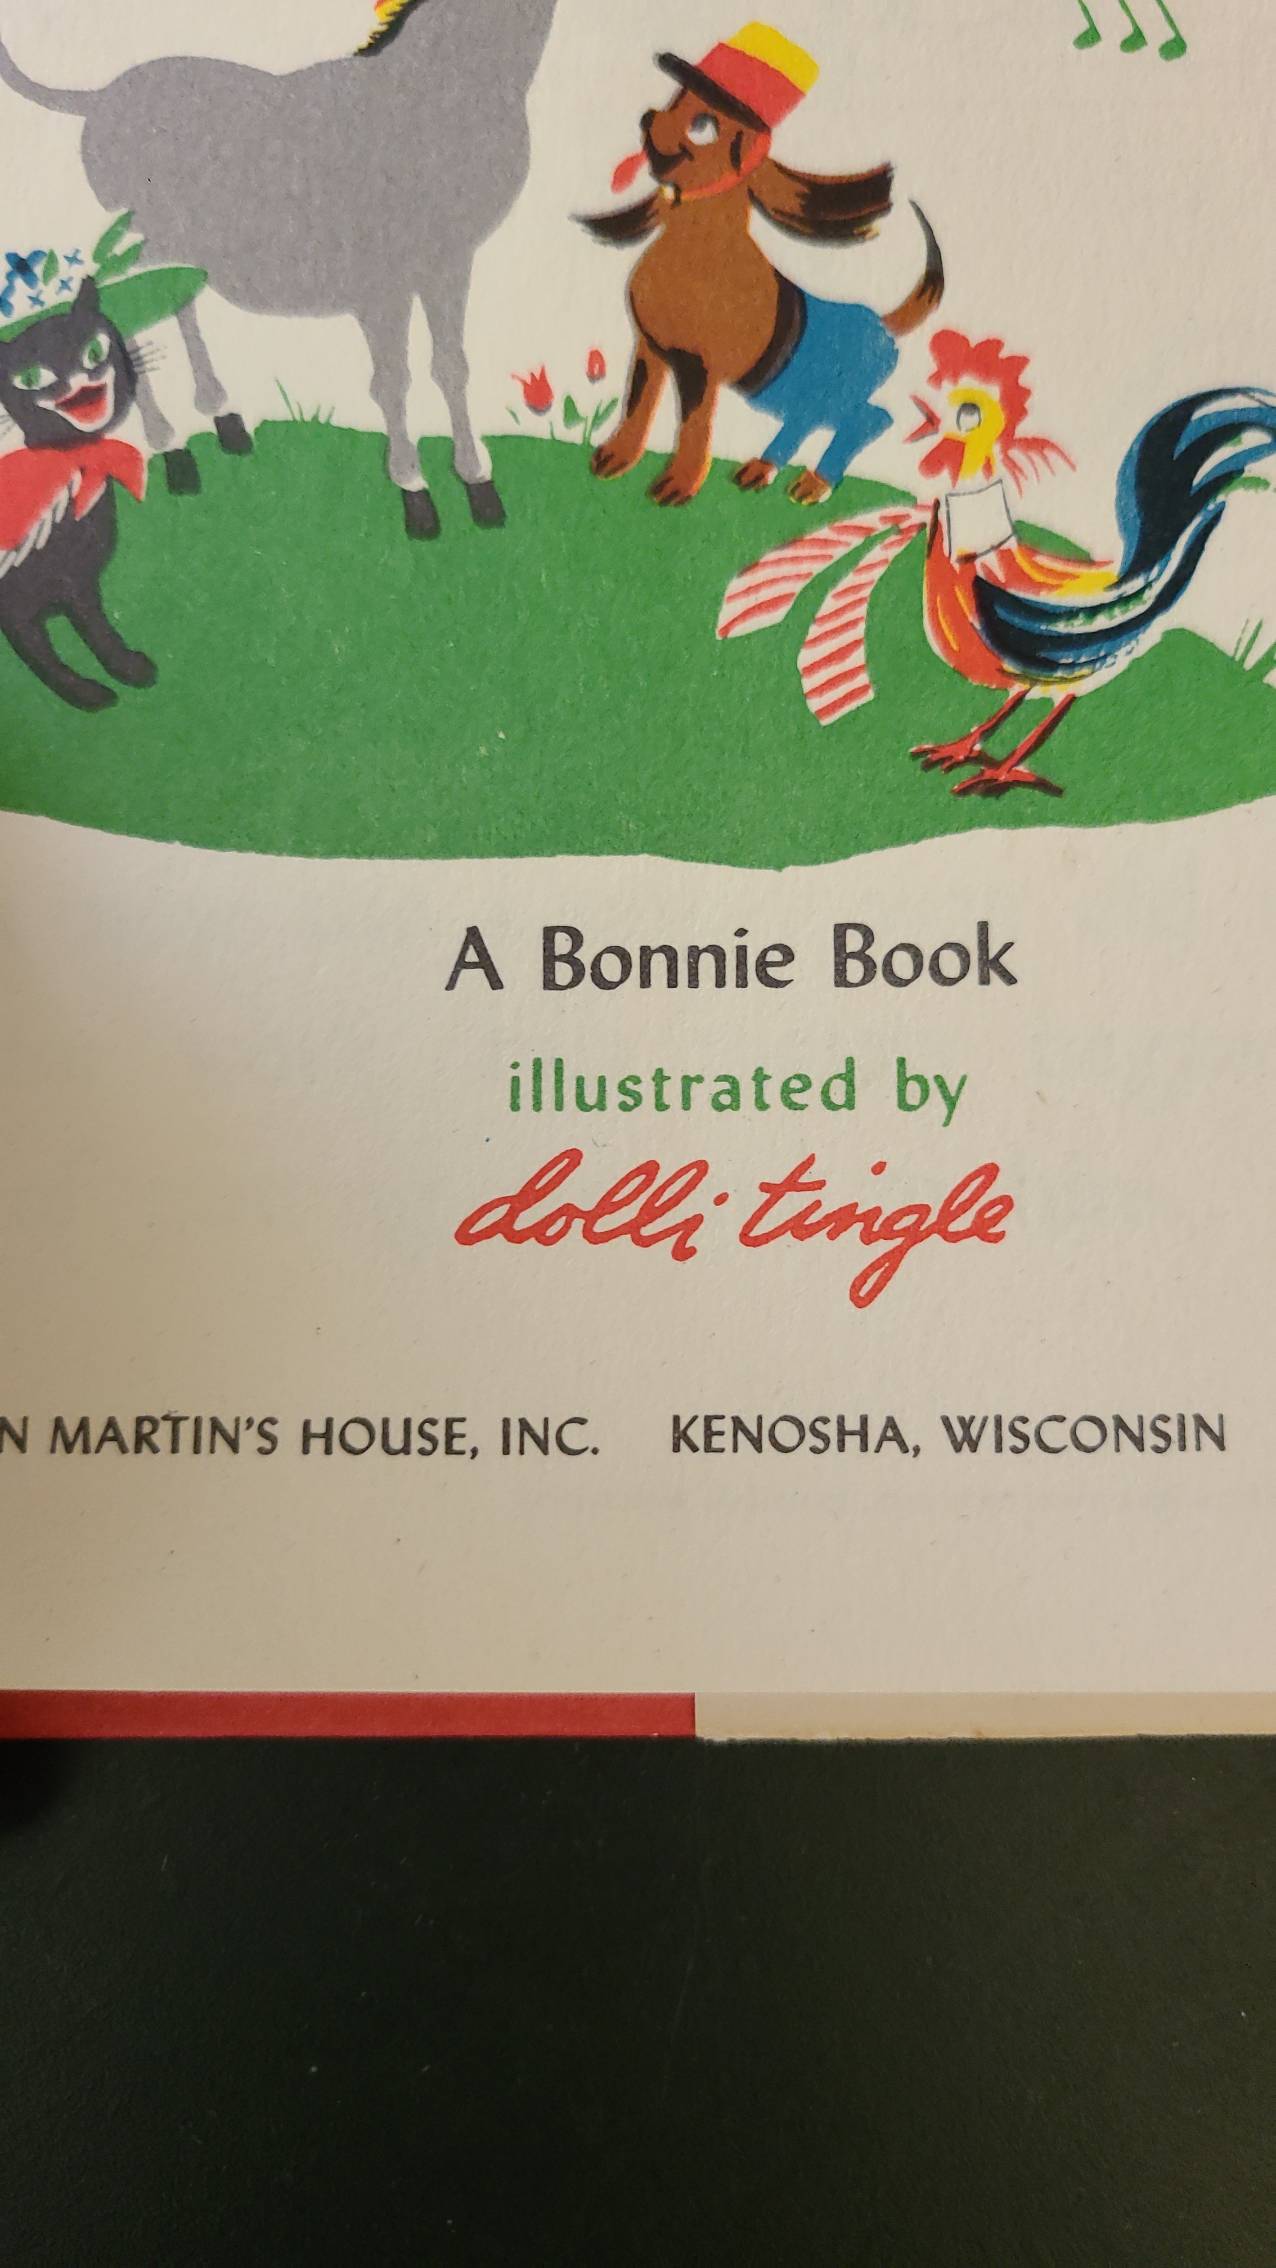 A Bonnie Book
illustrated by
dolli tingle
N MARTIN'S HOUSE, INC. KENOSHA, WISCONSIN